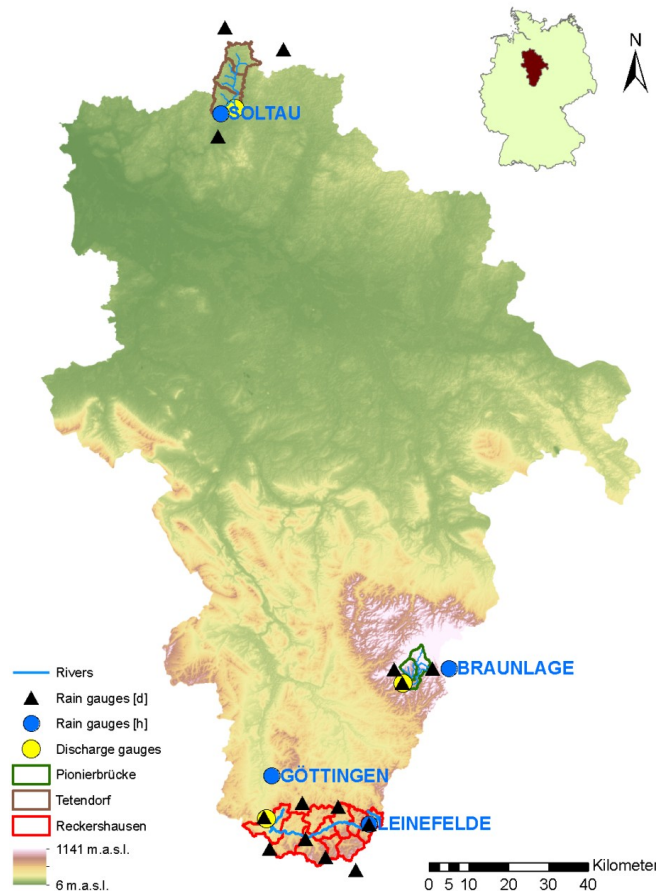 N
SOLTAU
BRAUNLAGE
GÖTTINGEN
LEINEFELDE
Rivers
Rain gauges [d]
Rain gauges [h]
Discharge gauges
Pionierbrücke
Tetendorf
Reckershausen
1141 m.a.s.l.
6 m.a.s.l.
Kilometer
0 5 10 20 30 40